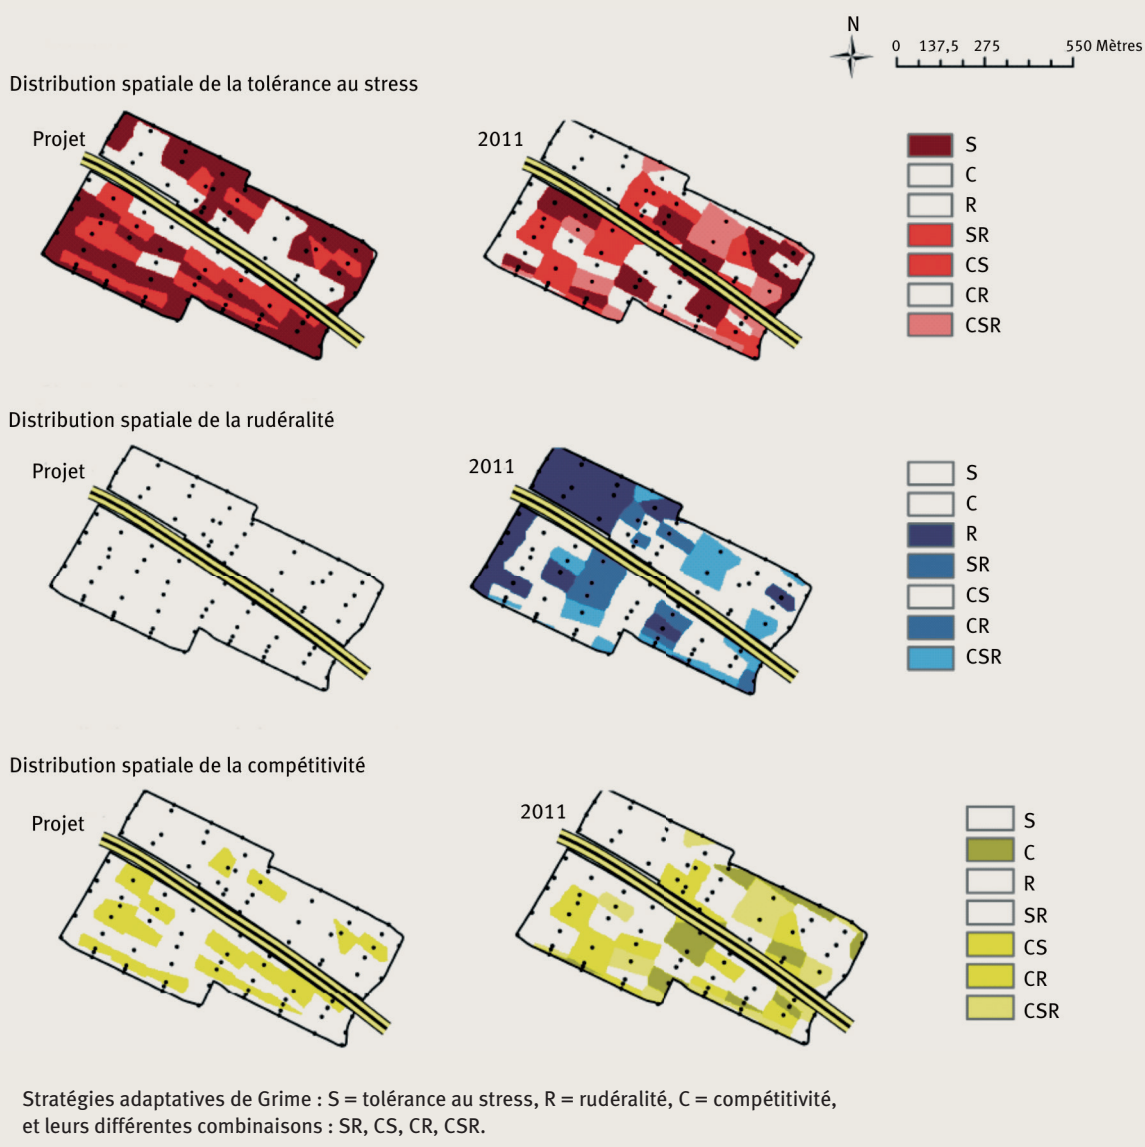 N
0 137,5 275 550 Mètres
Distribution spatiale de la tolérance au stress
Projet
2011
S
C
R
SR
CS
CR
CSR
Distribution spatiale de la rudéralité
Projet
2011
S
C
R
SR
CS
CR
CSR
Distribution spatiale de la compétitivité
Projet
2011
S
C
R
SR
CS
CR
CSR
Stratégies adaptatives de Grime : S = tolérance au stress, R = rudéralité, C = compétitivité,
et leurs différentes combinaisons : SR, CS, CR, CSR.